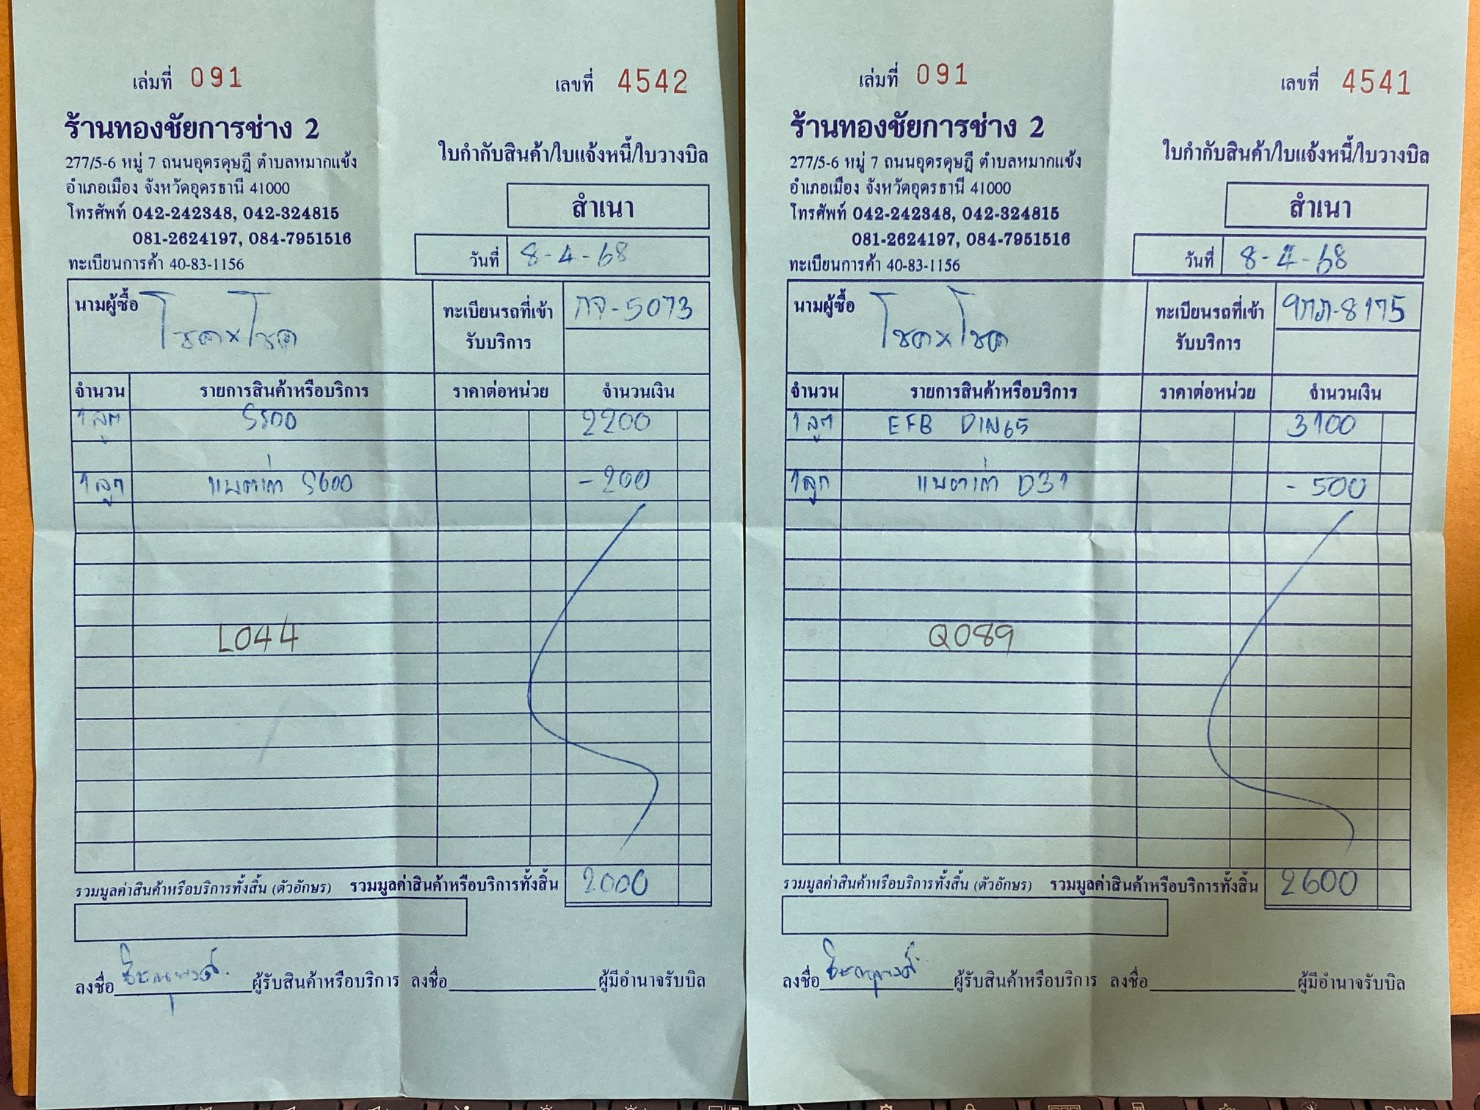 เล่มที่ 091
เลขที่ 4542
ร้านทองชัยการช่าง 2
277/5-6 หมู่ 7 ถนนอุดรดุษฎี ตำบลหมากแข้ง
อำเภอเมือง จังหวัดอุดรธานี 41000
โทรศัพท์ 042-242348, 042-324815
081-2624197, 084-7951516
ทะเบียนการค้า 40-83-1156
ใบกำกับสินค้า/ใบแจ้งหนี้/ใบวางบิล
สำเนา
วันที่ 8-4-68
นามผู้ซื้อ โชคxโชค
ทะเบียนรถที่เข้ารับบริการ กจ-5073
จำนวน รายการสินค้าหรือบริการ ราคาต่อหน่วย จำนวนเงิน
1 ลูก S500 2200
1 ลูก แบตเก่า S600 -200
L044
รวมมูลค่าสินค้าหรือบริการทั้งสิ้น (ตัวอักษร) รวมมูลค่าสินค้าหรือบริการทั้งสิ้น 2000
ลงชื่อ ผู้รับสินค้าหรือบริการ ลงชื่อ ผู้มีอำนาจรับบิล
เล่มที่ 091
เลขที่ 4541
ร้านทองชัยการช่าง 2
277/5-6 หมู่ 7 ถนนอุดรดุษฎี ตำบลหมากแข้ง
อำเภอเมือง จังหวัดอุดรธานี 41000
โทรศัพท์ 042-242348, 042-324815
081-2624197, 084-7951516
ทะเบียนการค้า 40-83-1156
ใบกำกับสินค้า/ใบแจ้งหนี้/ใบวางบิล
สำเนา
วันที่ 8-4-68
นามผู้ซื้อ โชคxโชค
ทะเบียนรถที่เข้ารับบริการ 1กภ-8175
จำนวน รายการสินค้าหรือบริการ ราคาต่อหน่วย จำนวนเงิน
1 ลูก EFB DIN65 3100
1 ลูก แบตเก่า D31 -500
Q089
รวมมูลค่าสินค้าหรือบริการทั้งสิ้น (ตัวอักษร) รวมมูลค่าสินค้าหรือบริการทั้งสิ้น 2600
ลงชื่อ ผู้รับสินค้าหรือบริการ ลงชื่อ ผู้มีอำนาจรับบิล